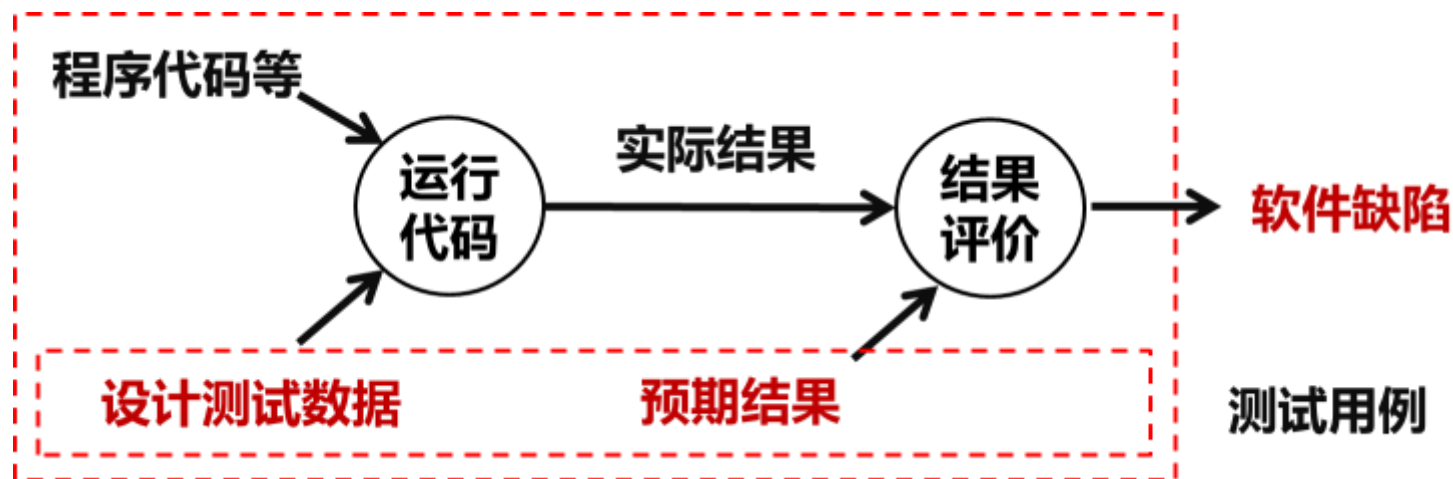 程序代码等
实际结果
运行
代码
结果
评价
软件缺陷
设计测试数据
预期结果
测试用例